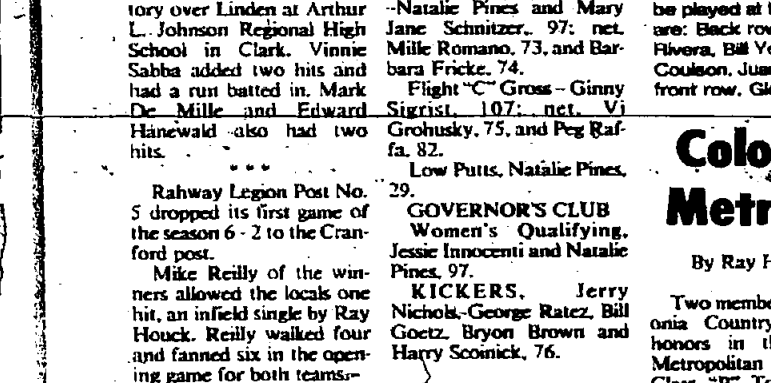 tory over Linden at Arthur
L. Johnson Regional High
School in Clark. Vinnie
Sabba added two hits and
had a run batted in. Mark
De Mille and Edward
Hanewald also had two
hits.
* * *
Rahway Legion Post No.
5 dropped its first game of
the season 6 - 2 to the Cran-
ford post.
Mike Reilly of the win-
ners allowed the locals one
hit, an infield single by Ray
Houck. Reilly walked four
and fanned six in the open-
ing game for both teams.
--Natalie Pines and Mary
Jane Schnitzer, 97; net,
Mille Romano, 73, and Bar-
bara Fricke, 74.
Flight "C" Gross -- Ginny
Sigrist, 107; net, Vi
Grohusky, 75, and Peg Raf-
fa, 82.
Low Putts, Natalie Pines,
29.
GOVERNOR'S CLUB
Women's Qualifying,
Jessie Innocenti and Natalie
Pines, 97.
KICKERS, Jerry
Nichols, George Ratez, Bill
Goetz, Bryon Brown and
Harry Scoinick, 76.
be played at
are: Back row
Rivera, Bill
Coulson,
front row,
Colo
Metr
By Ray
Two membe
onia Country
honors in
Metropolitan